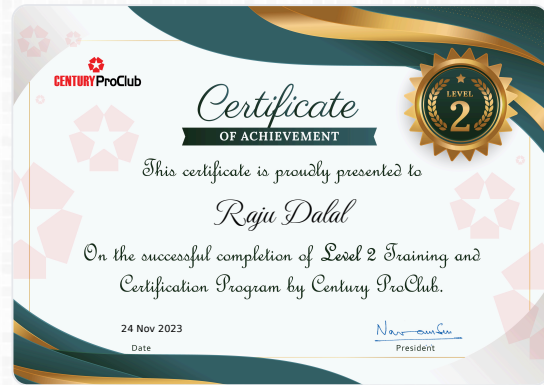 CENTURY ProClub
Certificate
OF ACHIEVEMENT
LEVEL
2
This certificate is proudly presented to
Raju Dalal
On the successful completion of Level 2 Training and
Certification Program by Century ProClub.
24 Nov 2023
Date
President